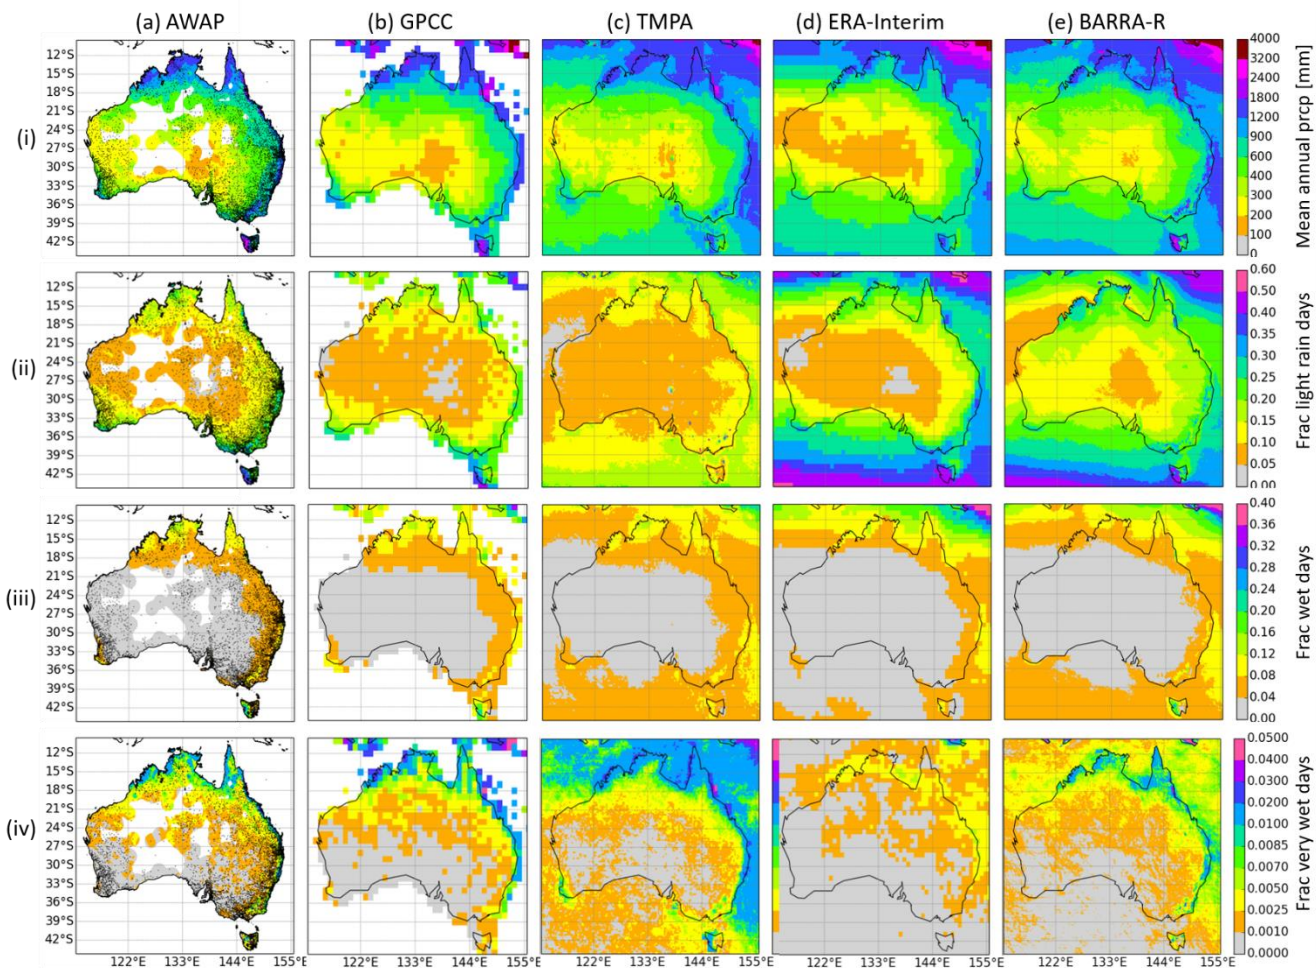 (a) AWAP (b) GPCC (c) TMPA (d) ERA-Interim (e) BARRA-R
(i)
12°S
15°S
18°S
21°S
24°S
27°S
30°S
33°S
36°S
39°S
42°S
4000
3200
2400
1800
1200
900
600
400
300
200
100
0
Mean annual prcp [mm]
(ii)
12°S
15°S
18°S
21°S
24°S
27°S
30°S
33°S
36°S
39°S
42°S
0.60
0.50
0.45
0.40
0.35
0.30
0.25
0.20
0.15
0.10
0.05
0.00
Frac light rain days
(iii)
12°S
15°S
18°S
21°S
24°S
27°S
30°S
33°S
36°S
39°S
42°S
0.40
0.36
0.32
0.28
0.24
0.20
0.16
0.12
0.08
0.04
0.00
Frac wet days
(iv)
12°S
15°S
18°S
21°S
24°S
27°S
30°S
33°S
36°S
39°S
42°S
0.0500
0.0400
0.0300
0.0200
0.0100
0.0085
0.0070
0.0050
0.0025
0.0010
0.0000
Frac very wet days
122°E 133°E 144°E 155°E 122°E 133°E 144°E 155°E 122°E 133°E 144°E 155°E 122°E 133°E 144°E 155°E 122°E 133°E 144°E 155°E